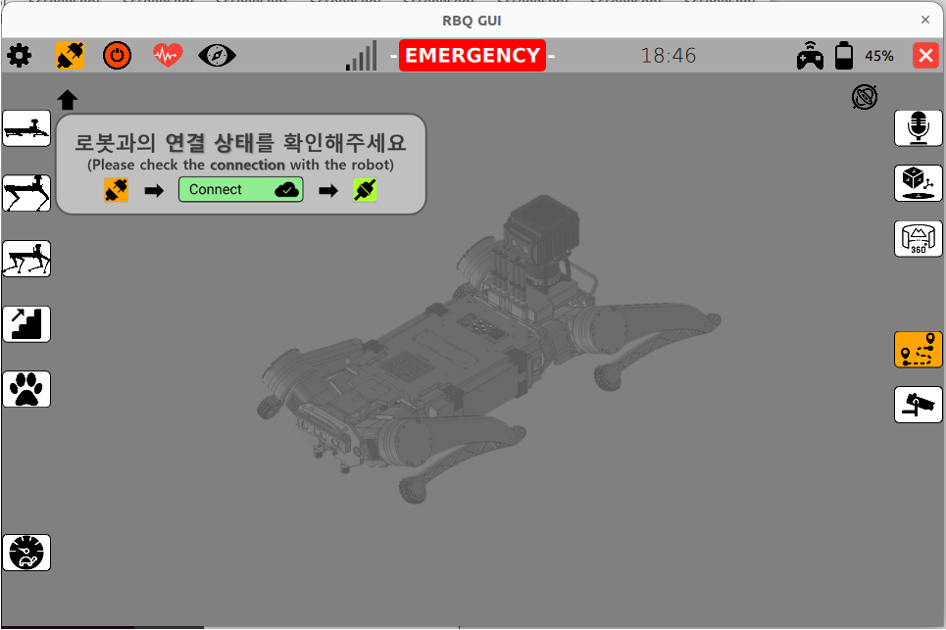 RBQ GUI
- EMERGENCY -
18:46
45%
로봇과의 연결 상태를 확인해주세요
(Please check the connection with the robot)
Connect
360